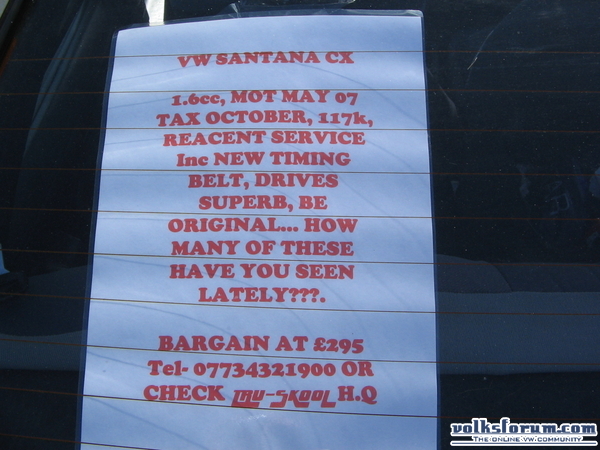 VW SANTANA CX
1.6cc, MOT MAY 07
TAX OCTOBER, 117k,
REACENT SERVICE
Inc NEW TIMING
BELT, DRIVES
SUPERB, BE
ORIGINAL... HOW
MANY OF THESE
HAVE YOU SEEN
LATELY???.
BARGAIN AT £295
Tel- 07734321900 OR
CHECK DU-SKOOL H.Q
volksforum.com
THE-ONLINE-VW-COMMUNITY